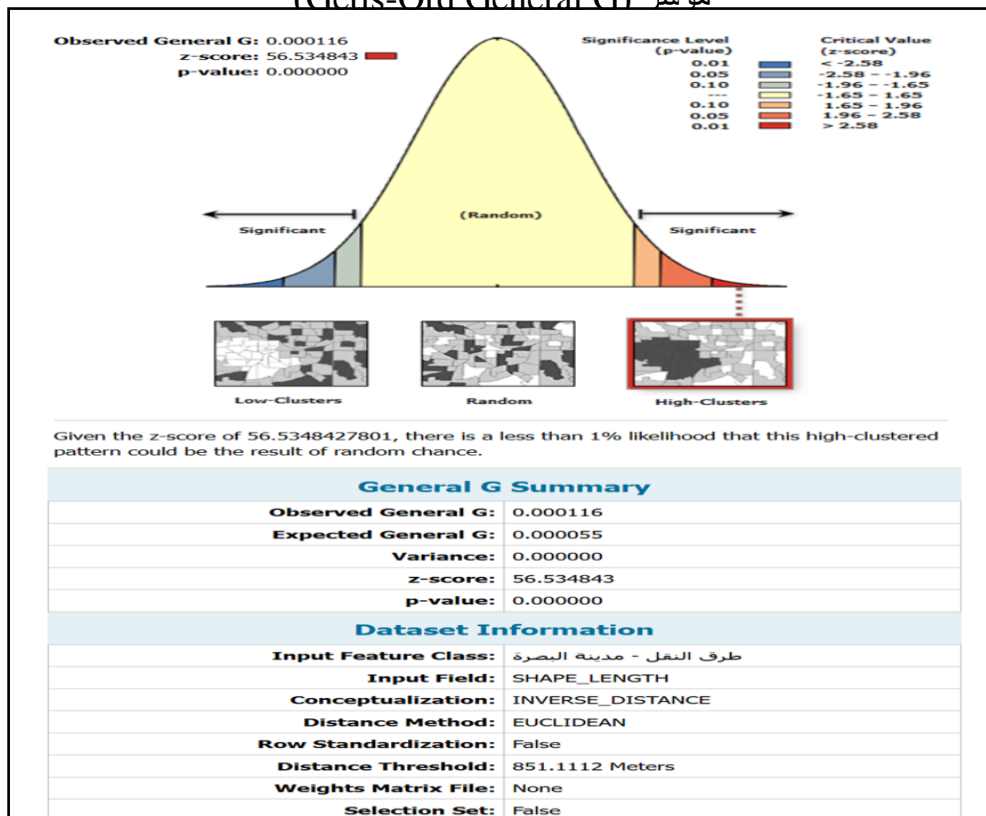 (Getis-Ord General G) مؤشر
Observed General G: 0.000116
z-score: 56.534843
p-value: 0.000000
Significance Level (p-value)
Critical Value (z-score)
0.01 < -2.58
0.05 -2.58 - -1.96
0.10 -1.96 - -1.65
--- -1.65 - 1.65
0.10 1.65 - 1.96
0.05 1.96 - 2.58
0.01 > 2.58
(Random)
Significant
Significant
Low-Clusters
Random
High-Clusters
Given the z-score of 56.5348427801, there is a less than 1% likelihood that this high-clustered
pattern could be the result of random chance.
General G Summary
Observed General G: 0.000116
Expected General G: 0.000055
Variance: 0.000000
z-score: 56.534843
p-value: 0.000000
Dataset Information
Input Feature Class: طرق النقل - مدينة البصرة
Input Field: SHAPE_LENGTH
Conceptualization: INVERSE_DISTANCE
Distance Method: EUCLIDEAN
Row Standardization: False
Distance Threshold: 851.1112 Meters
Weights Matrix File: None
Selection Set: False